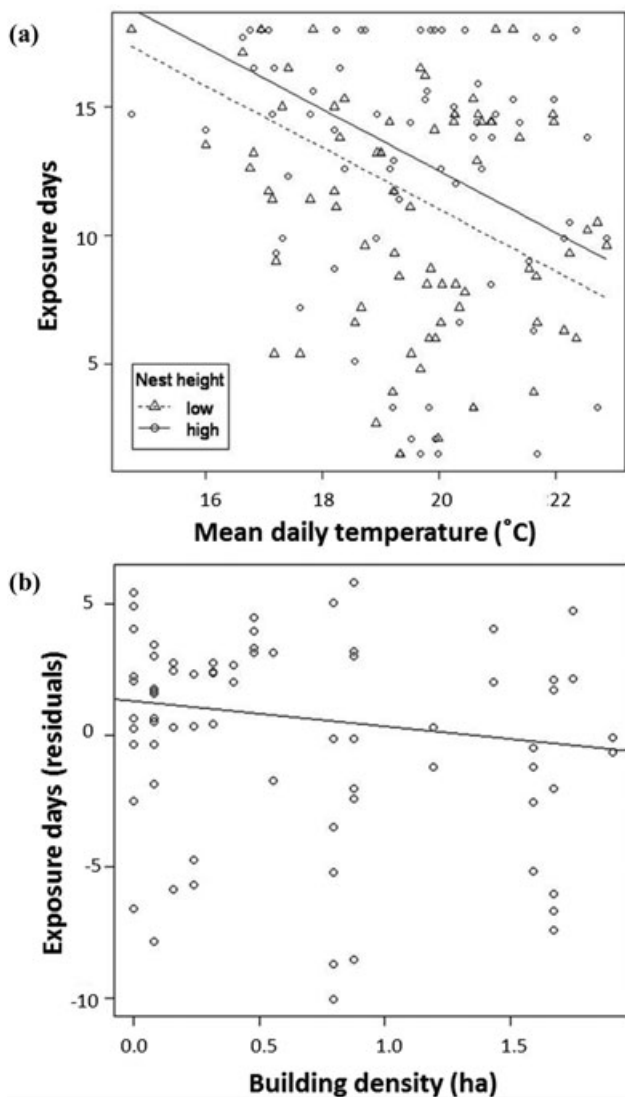 (a)
Exposure days
15
10
5
Nest height
low
high
16
18
20
22
Mean daily temperature (˚C)
(b)
Exposure days (residuals)
5
0
-5
-10
0.0
0.5
1.0
1.5
Building density (ha)